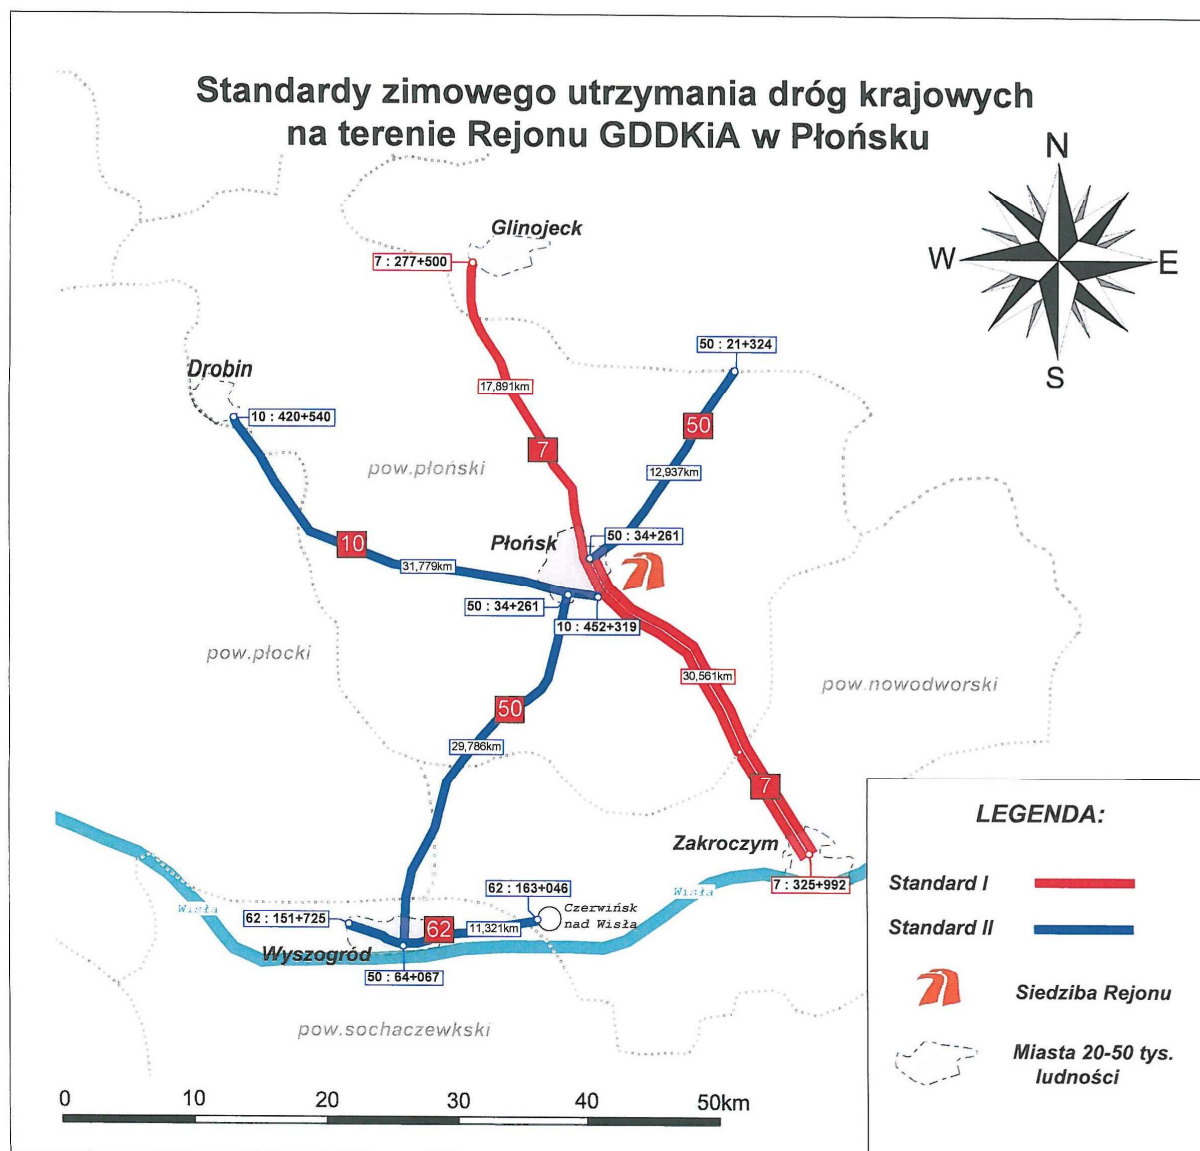 Standardy zimowego utrzymania dróg krajowych
na terenie Rejonu GDDKiA w Płońsku
N
W
E
S
Glinojeck
7 : 277+500
50 : 21+324
Drobin
17,891km
10 : 420+540
50
7
pow.płoński
12,937km
50 : 34+261
Płońsk
10
31,779km
50 : 34+261
10 : 452+319
pow.płocki
30,561km
pow.nowodworski
50
29,786km
7
Zakroczym
7 : 325+992
Wisła
Wisła
62 : 163+046
62 : 151+725
Czerwińsk
nad Wisłą
62
11,321km
Wyszogród
50 : 64+067
pow.sochaczewkski
LEGENDA:
Standard I
Standard II
Siedziba Rejonu
Miasta 20-50 tys.
ludności
0 10 20 30 40 50km